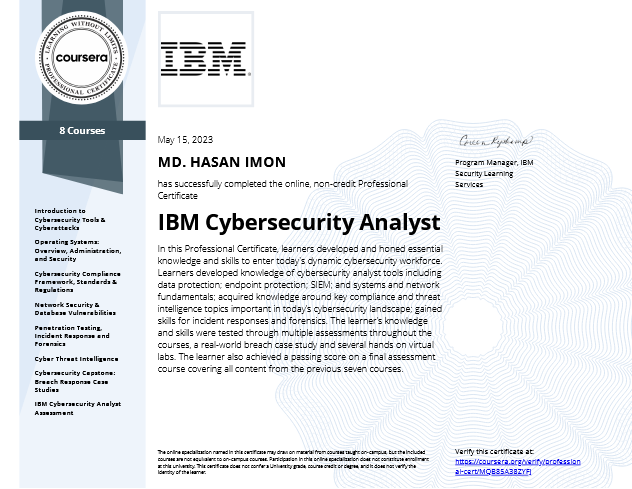 LEARNING WITHOUT LIMITS
coursera
PROFESSIONAL CERTIFICATE
IBM
8 Courses
Introduction to
Cybersecurity Tools &
Cyberattacks
Operating Systems:
Overview, Administration,
and Security
Cybersecurity Compliance
Framework, Standards &
Regulations
Network Security &
Database Vulnerabilities
Penetration Testing,
Incident Response and
Forensics
Cyber Threat Intelligence
Cybersecurity Capstone:
Breach Response Case
Studies
IBM Cybersecurity Analyst
Assessment
May 15, 2023
MD. HASAN IMON
has successfully completed the online, non-credit Professional
Certificate
IBM Cybersecurity Analyst
In this Professional Certificate, learners developed and honed essential
knowledge and skills to enter today's dynamic cybersecurity workforce.
Learners developed knowledge of cybersecurity analyst tools including
data protection; endpoint protection; SIEM; and systems and network
fundamentals; acquired knowledge around key compliance and threat
intelligence topics important in today's cybersecurity landscape; gained
skills for incident responses and forensics. The learner's knowledge
and skills were tested through multiple assessments throughout the
courses, a real-world breach case study and several hands on virtual
labs. The learner also achieved a passing score on a final assessment
course covering all content from the previous seven courses.
Program Manager, IBM
Security Learning
Services
The online specialization named in this certificate may draw on material from courses taught on-campus, but the included
courses are not equivalent to on-campus courses. Participation in this online specialization does not constitute enrollment
at this university. This certificate does not confer a University grade, course credit or degree, and it does not verify the
identity of the learner.
Verify this certificate at:
https://coursera.org/verify/profession
al-cert/MQB85A38ZYFJ